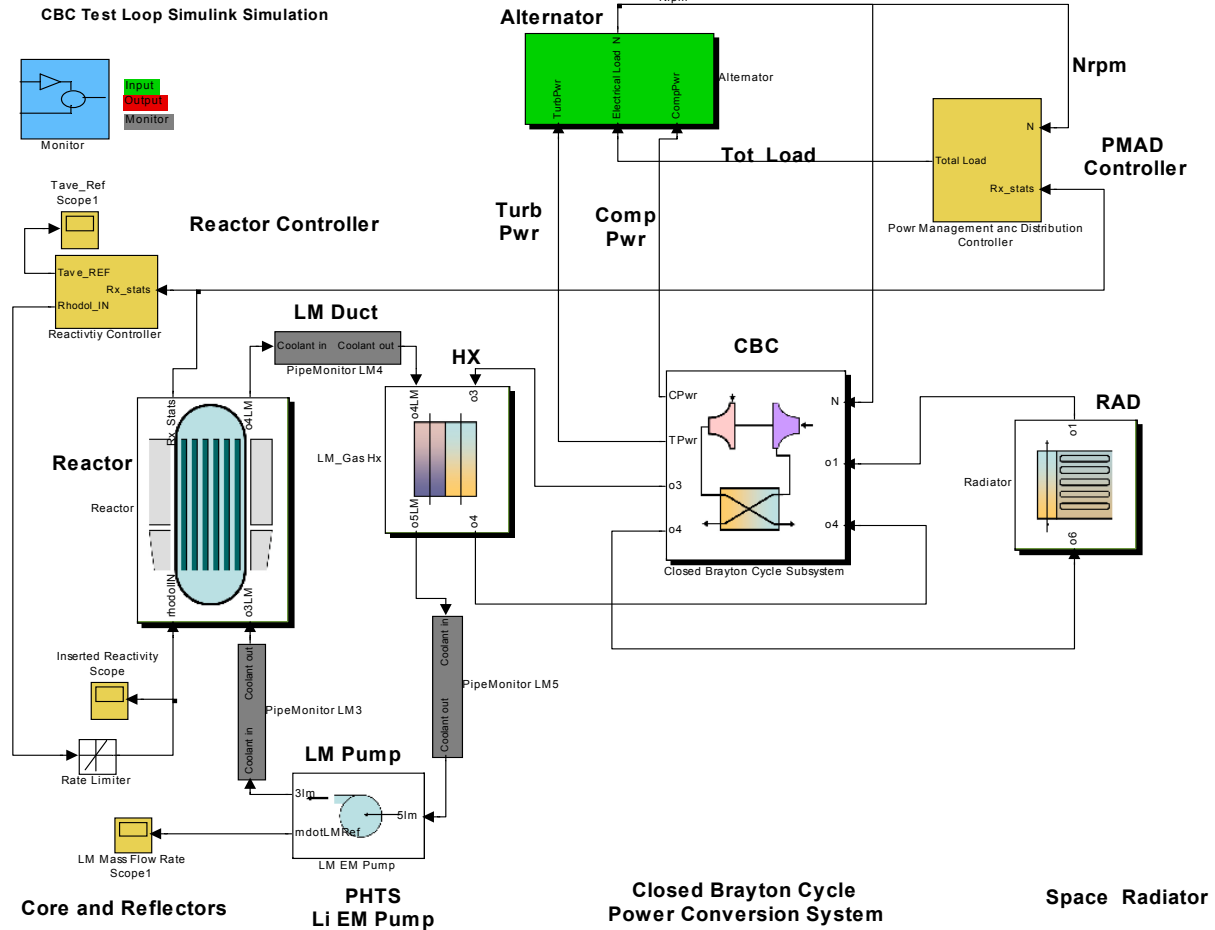 CBC Test Loop Simulink Simulation
Monitor
Input
Output
Monitor
Alternator
N
TurbPwr
Electrical Load
CompPwr
Alternator
Nrpm
N
Total Load
Rx_stats
PMAD
Controller
Powr Management anc Distribution
Controller
Tot Load
Turb
Pwr
Comp
Pwr
Tave_Ref
Scope1
Reactor Controller
Tave_REF
Rx_stats
Rhodol_IN
Reactivtiy Controller
LM Duct
Coolant in
Coolant out
PipeMonitor LM4
HX
o4LM
o3
LM_Gas Hx
o5LM
o4
CBC
CPwr
N
TPwr
o1
o3
o4
o4
Closed Brayton Cycle Subsystem
RAD
o1
Radiator
o6
Reactor
Reactor
Rx_Stats
o4LM
rhodolIN
o3LM
Inserted Reactivity
Scope
Rate Limiter
Coolant out
Coolant in
PipeMonitor LM3
Coolant in
Coolant out
PipeMonitor LM5
LM Pump
3lm
5lm
mdotLMRef
LM EM Pump
LM Mass Flow Rate
Scope1
Core and Reflectors
PHTS
Li EM Pump
Closed Brayton Cycle
Power Conversion System
Space Radiator